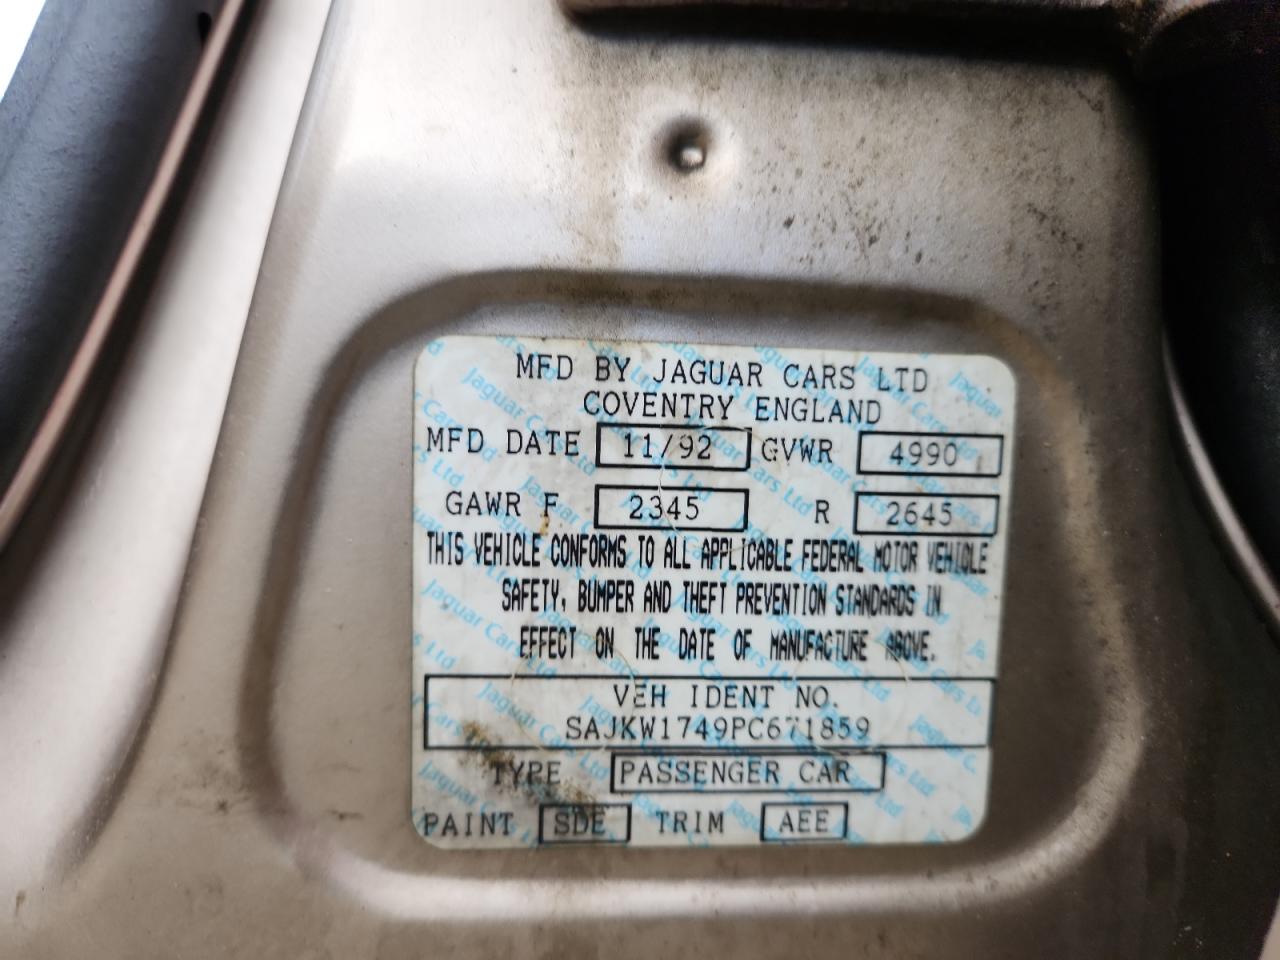 MFD BY JAGUAR CARS LTD
COVENTRY ENGLAND
MFD DATE 11/92 GVWR 4990
GAWR F 2345 R 2645
THIS VEHICLE CONFORMS TO ALL APPLICABLE FEDERAL MOTOR VEHICLE
SAFETY, BUMPER AND THEFT PREVENTION STANDARDS IN
EFFECT ON THE DATE OF MANUFACTURE ABOVE.
VEH IDENT NO.
SAJKW1749PC671859
TYPE PASSENGER CAR
PAINT SDE TRIM AEE